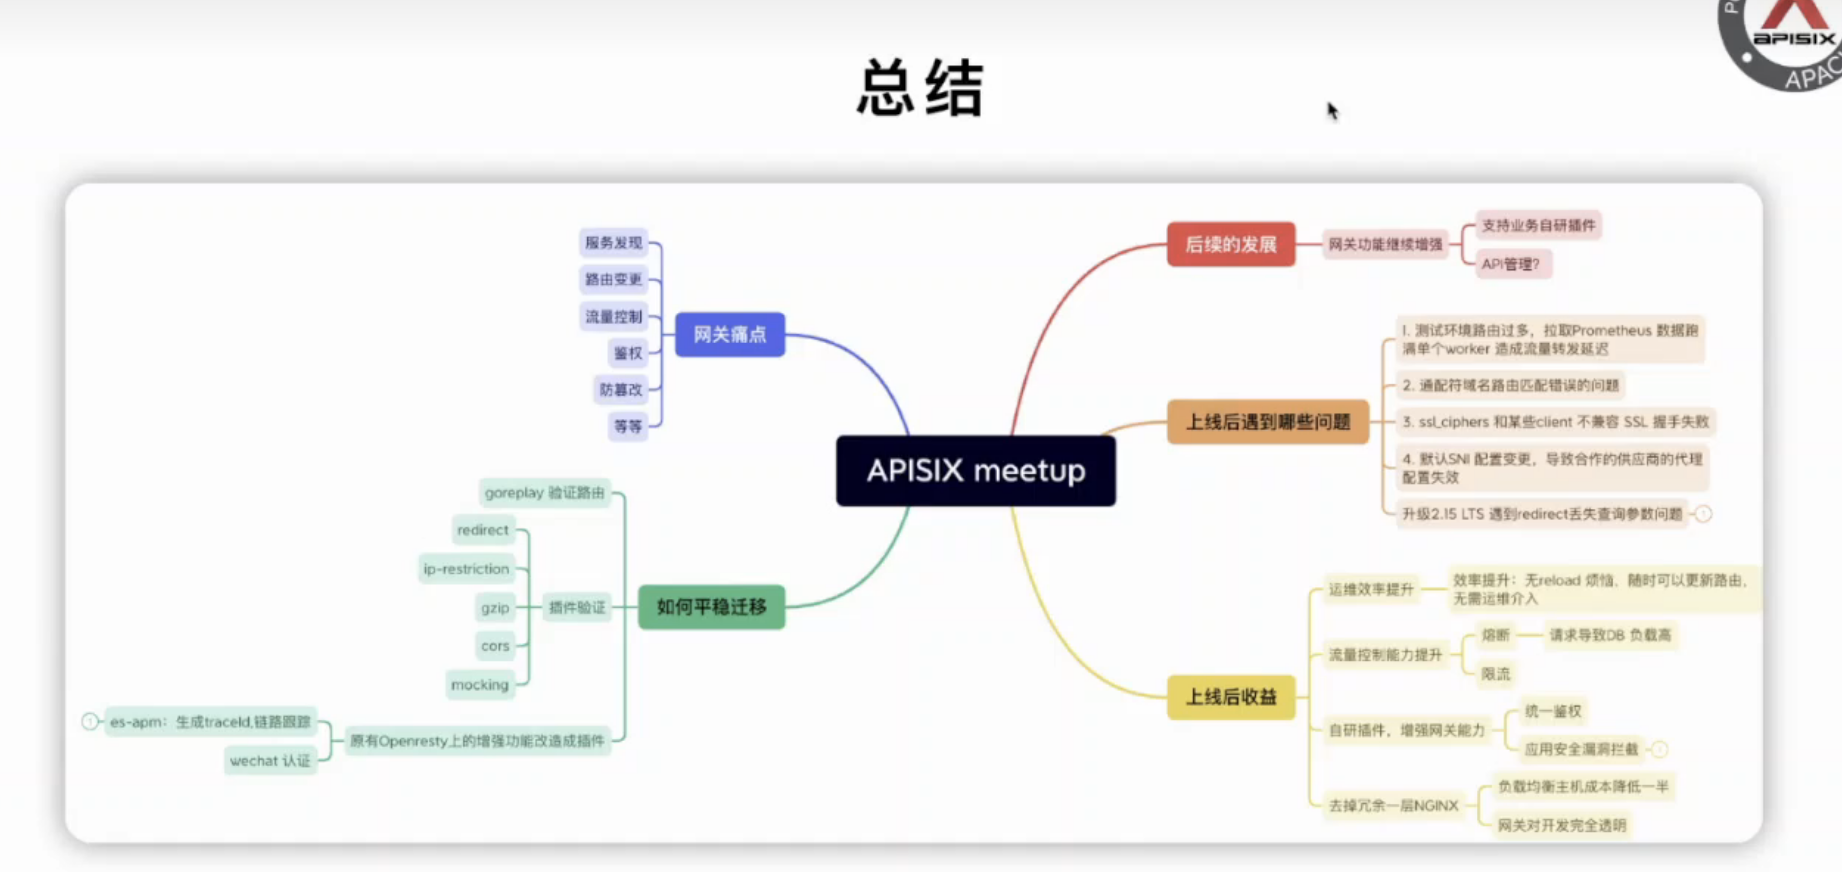 APISIX
APAC
总结
服务发现
路由变更
流量控制
鉴权
防篡改
等等
网关痛点
goreplay 验证路由
redirect
ip-restriction
gzip
cors
mocking
插件验证
如何平稳迁移
es-apm：生成traceId,链路跟踪
wechat 认证
原有Openresty上的增强功能改造成插件
APISIX meetup
后续的发展
网关功能继续增强
支持业务自研插件
API管理？
上线后遇到哪些问题
1. 测试环境路由过多，拉取Prometheus 数据跑
满单个worker 造成流量转发延迟
2. 通配符域名路由匹配错误的问题
3. ssl_ciphers 和某些client 不兼容 SSL 握手失败
4. 默认SNI 配置变更，导致合作的供应商的代理
配置失效
升级2.15 LTS 遇到redirect丢失查询参数问题
1
上线后收益
运维效率提升
效率提升：无reload 烦恼，随时可以更新路由，
无需运维介入
流量控制能力提升
熔断
请求导致DB 负载高
限流
自研插件，增强网关能力
统一鉴权
应用安全漏洞拦截
去掉冗余一层NGINX
负载均衡主机成本降低一半
网关对开发完全透明